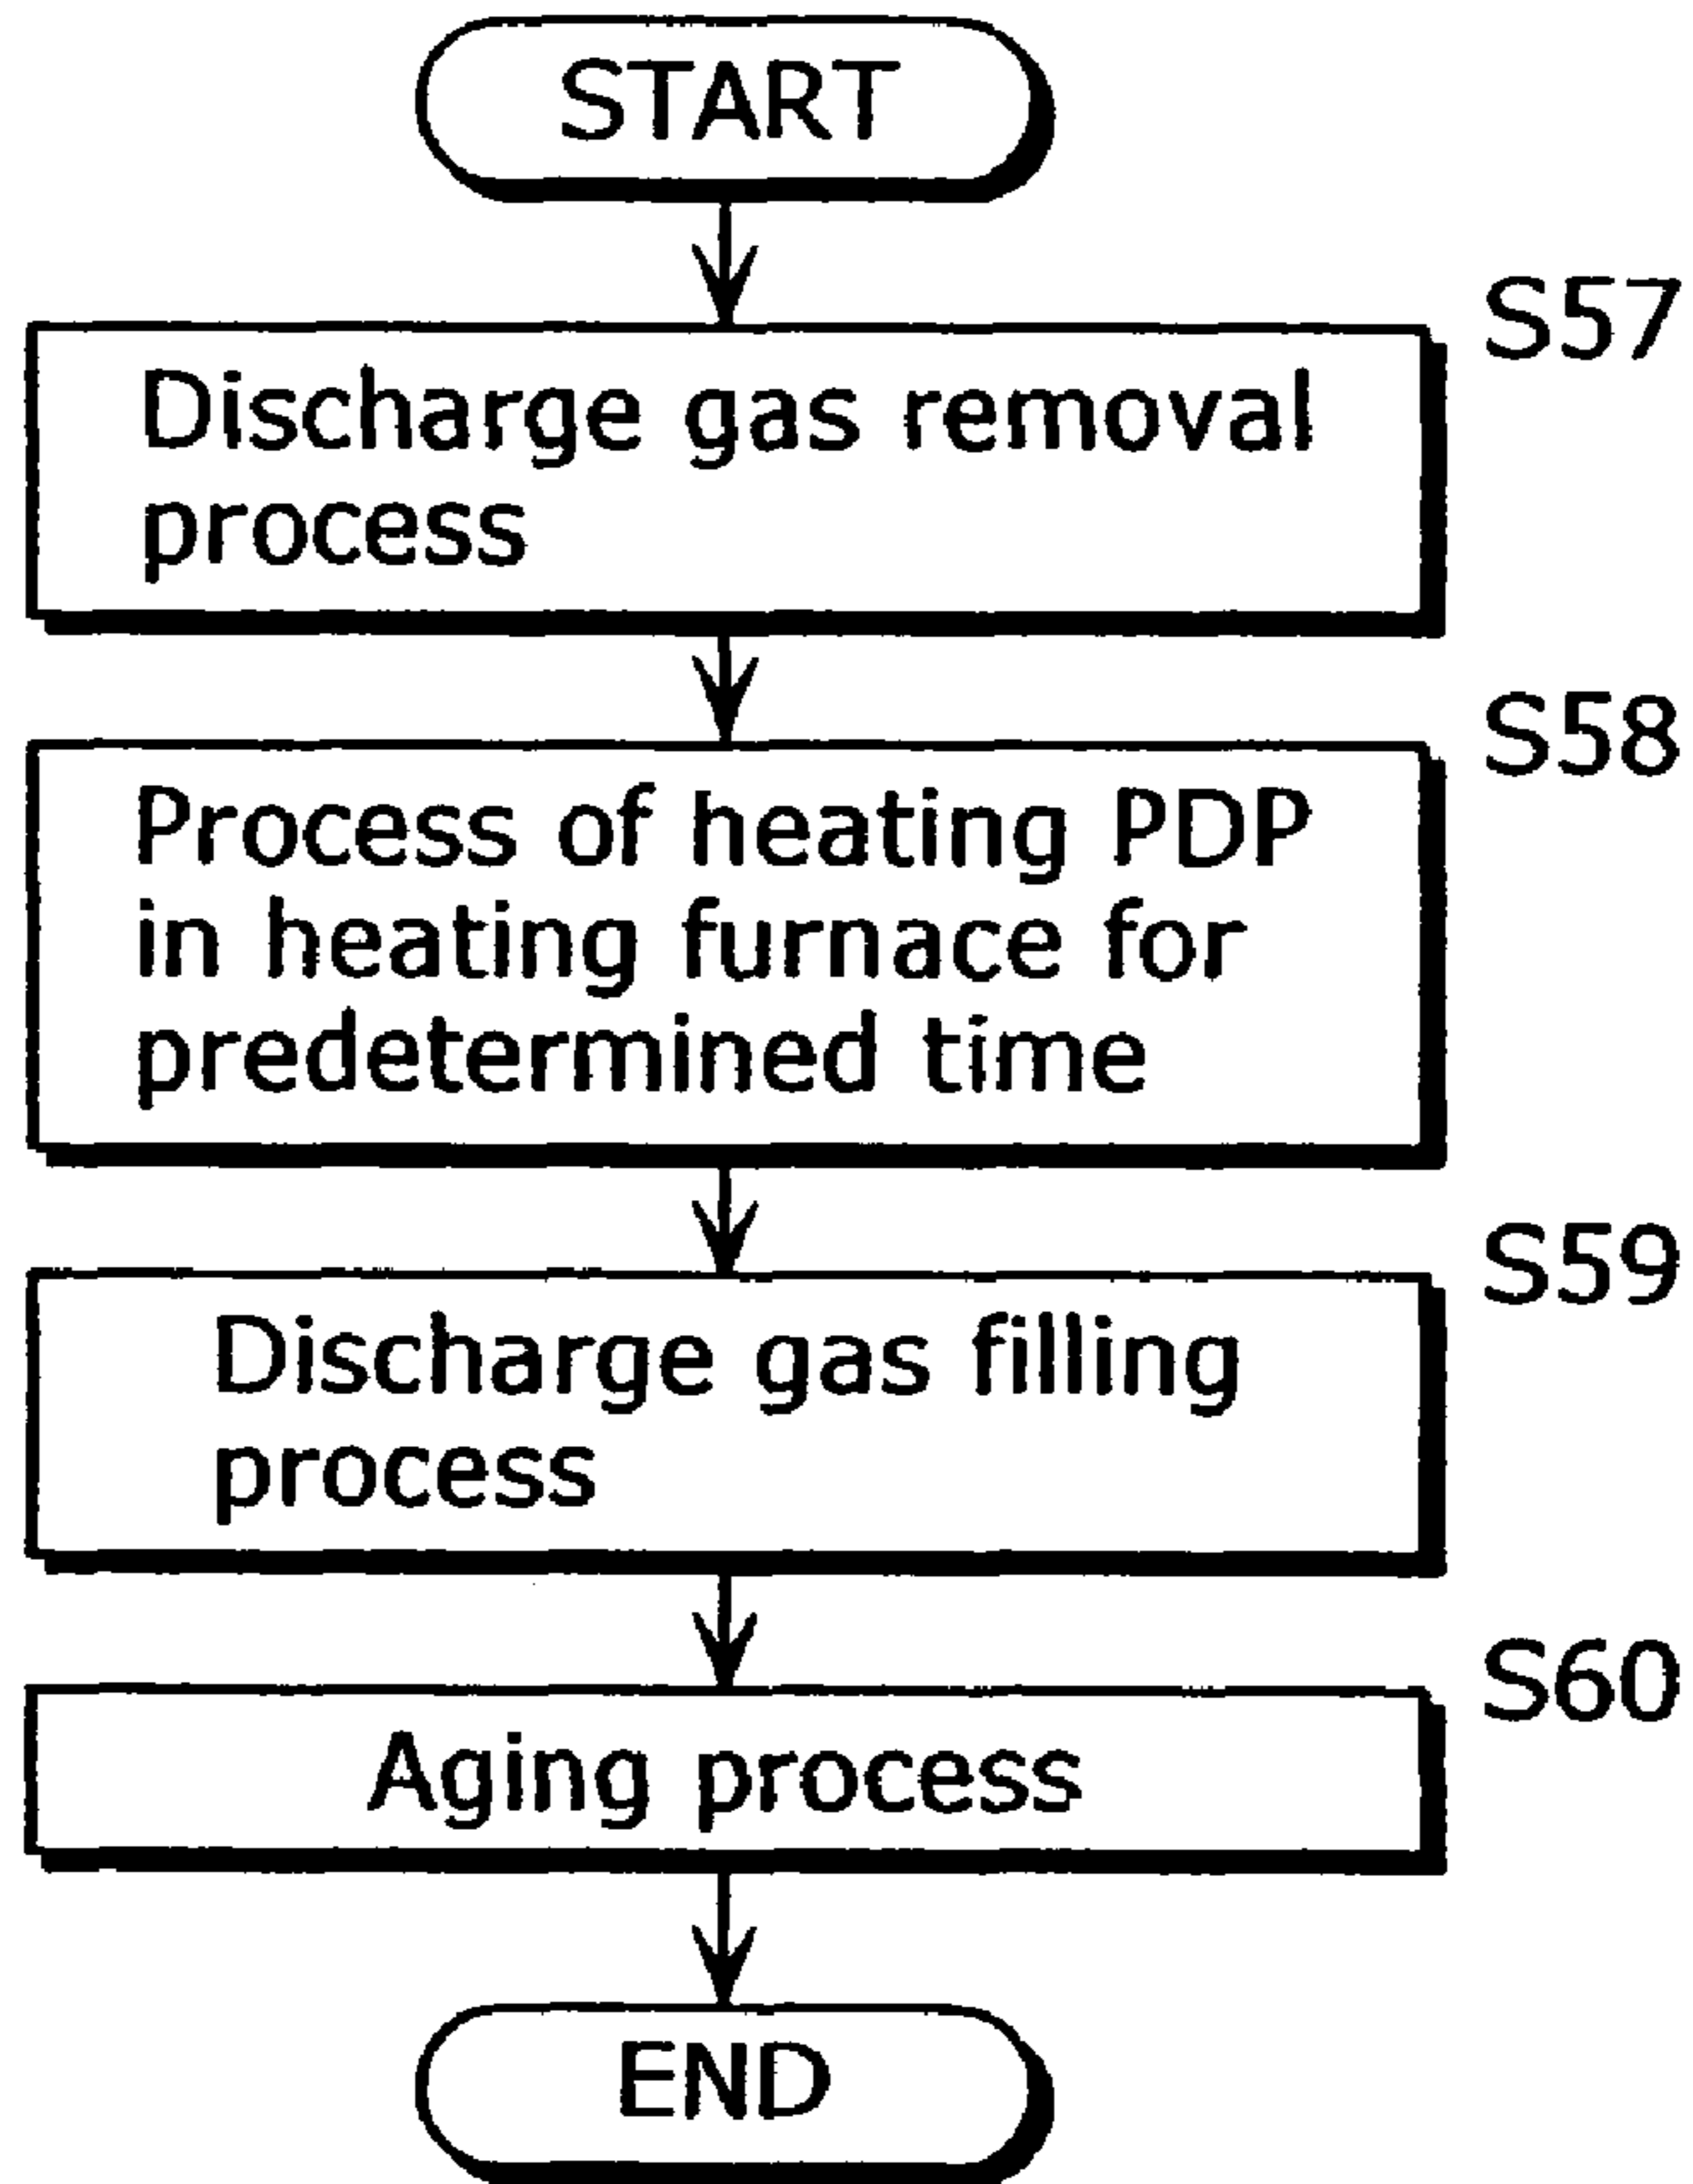 START
S57
Discharge gas removal
process
S58
Process of heating PDP
in heating furnace for
predetermined time
S59
Discharge gas filling
process
S60
Aging process
END